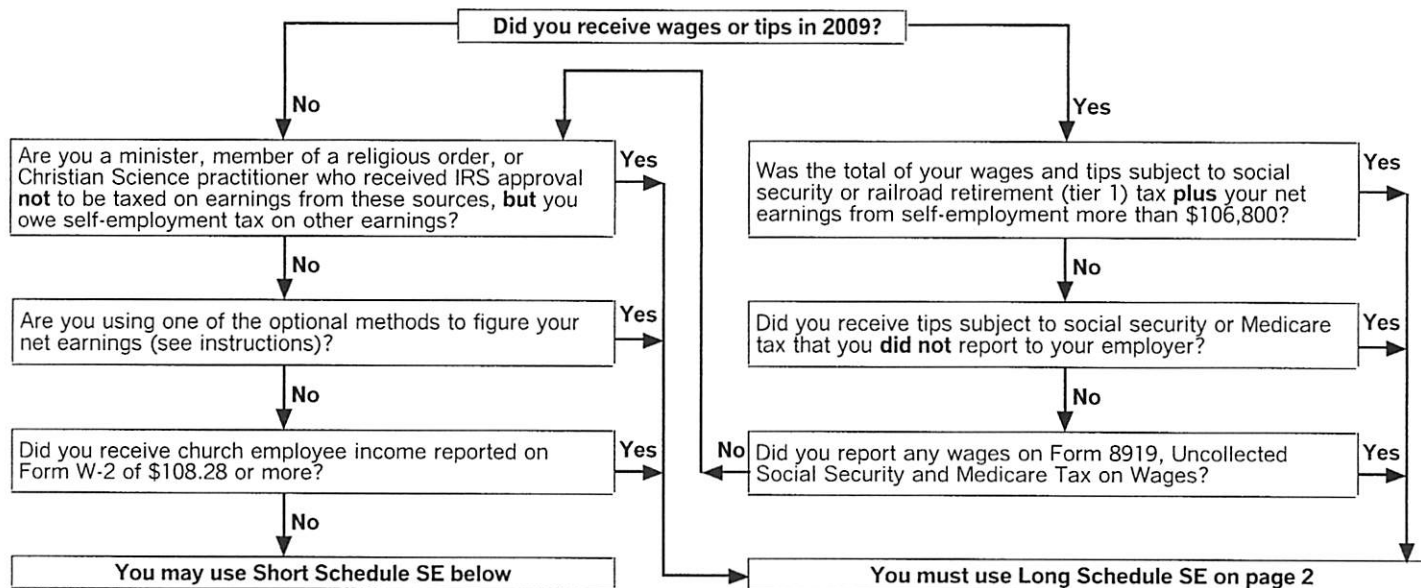 Did you receive wages or tips in 2009?
No
Yes
Are you a minister, member of a religious order, or
Christian Science practitioner who received IRS approval
not to be taxed on earnings from these sources, but you
owe self-employment tax on other earnings?
Yes
Was the total of your wages and tips subject to social
security or railroad retirement (tier 1) tax plus your net
earnings from self-employment more than $106,800?
Yes
No
No
Are you using one of the optional methods to figure your
net earnings (see instructions)?
Yes
Did you receive tips subject to social security or Medicare
tax that you did not report to your employer?
Yes
No
No
Did you receive church employee income reported on
Form W-2 of $108.28 or more?
Yes
No
Did you report any wages on Form 8919, Uncollected
Social Security and Medicare Tax on Wages?
Yes
No
You may use Short Schedule SE below
You must use Long Schedule SE on page 2